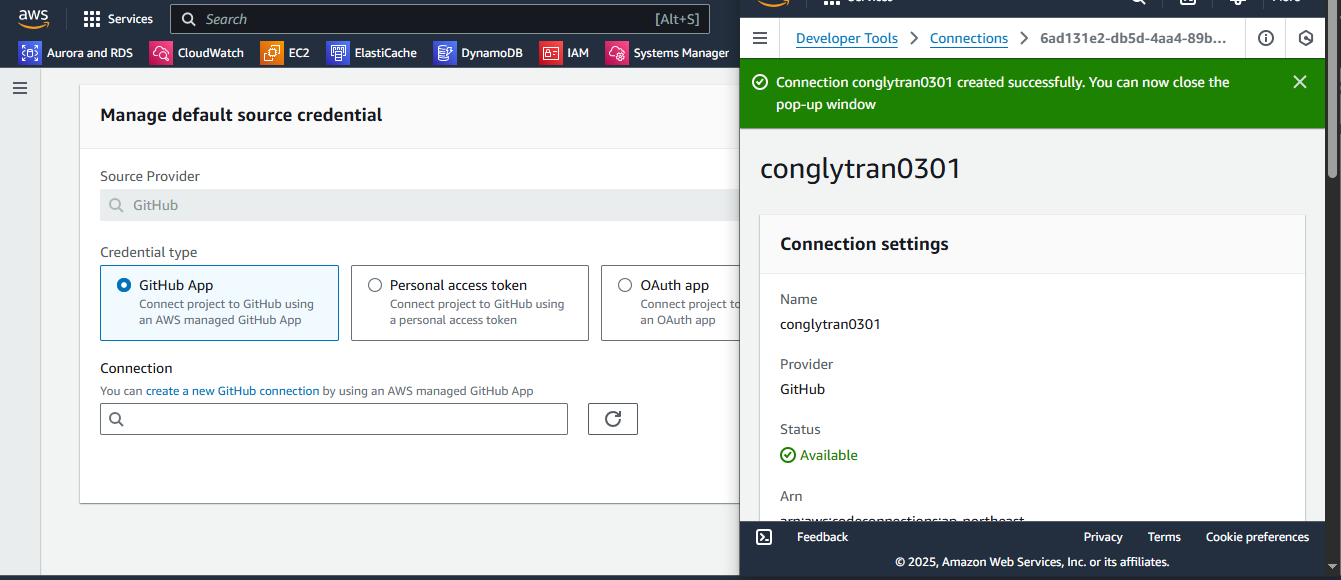 aws
Services
Search
[Alt+S]
Aurora and RDS
CloudWatch
EC2
ElastiCache
DynamoDB
IAM
Systems Manager
Manage default source credential
Source Provider
GitHub
Credential type
GitHub App
Connect project to GitHub using
an AWS managed GitHub App
Personal access token
Connect project to GitHub using
a personal access token
OAuth app
Connect project to
an OAuth app
Connection
You can create a new GitHub connection by using an AWS managed GitHub App
Developer Tools
Connections
6ad131e2-db5d-4aa4-89b...
Connection conglytran0301 created successfully. You can now close the
pop-up window
conglytran0301
Connection settings
Name
conglytran0301
Provider
GitHub
Status
Available
Arn
arn:aws:codeconnections:ap-northeast
Feedback
Privacy
Terms
Cookie preferences
© 2025, Amazon Web Services, Inc. or its affiliates.